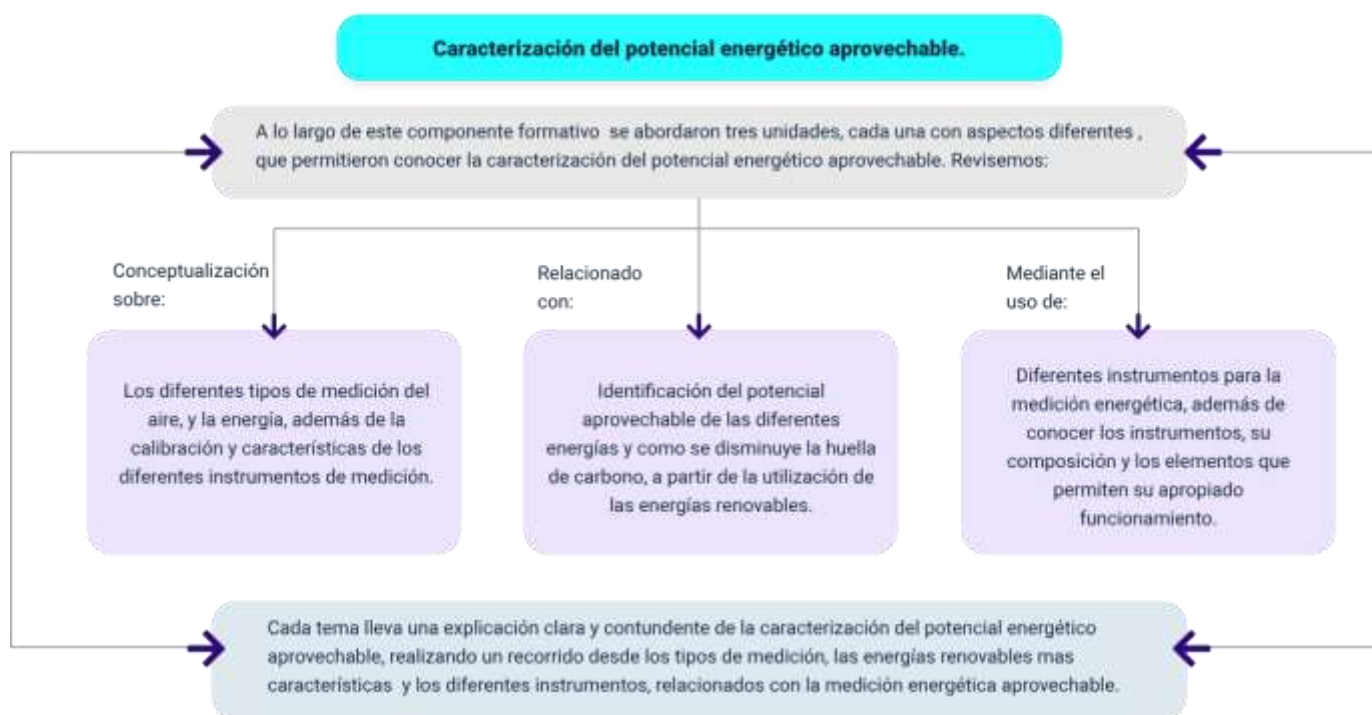 Caracterización del potencial energético aprovechable.
A lo largo de este componente formativo se abordaron tres unidades, cada una con aspectos diferentes ,
que permitieron conocer la caracterización del potencial energético aprovechable. Revisemos:
Conceptualización
sobre:
Los diferentes tipos de medición del
aire, y la energía, además de la
calibración y características de los
diferentes instrumentos de medición.
Relacionado
con:
Identificación del potencial
aprovechable de las diferentes
energías y como se disminuye la huella
de carbono, a partir de la utilización de
las energías renovables.
Mediante el
uso de:
Diferentes instrumentos para la
medición energética, además de
conocer los instrumentos, su
composición y los elementos que
permiten su apropiado
funcionamiento.
Cada tema lleva una explicación clara y contundente de la caracterización del potencial energético
aprovechable, realizando un recorrido desde los tipos de medición, las energías renovables mas
características y los diferentes instrumentos, relacionados con la medición energética aprovechable.